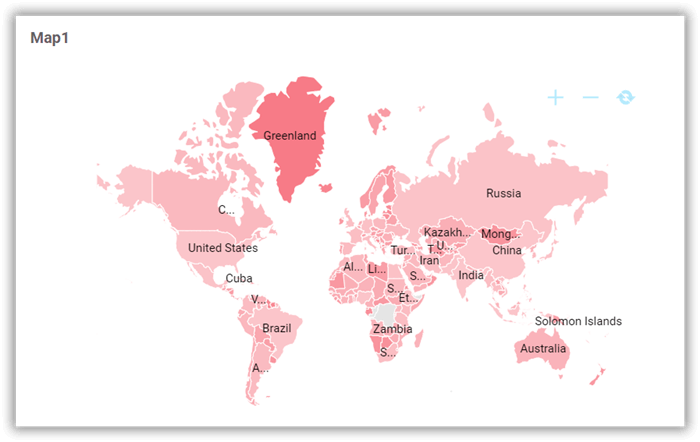 Map1
Greenland
Russia
C...
Kazakh...
Mong...
United States
U...
T...
Tur...
China
Iran
Al...
Li...
India
Cuba
S...
S...
Et...
V...
Solomon Islands
Brazil
Zambia
Australia
S...
A...